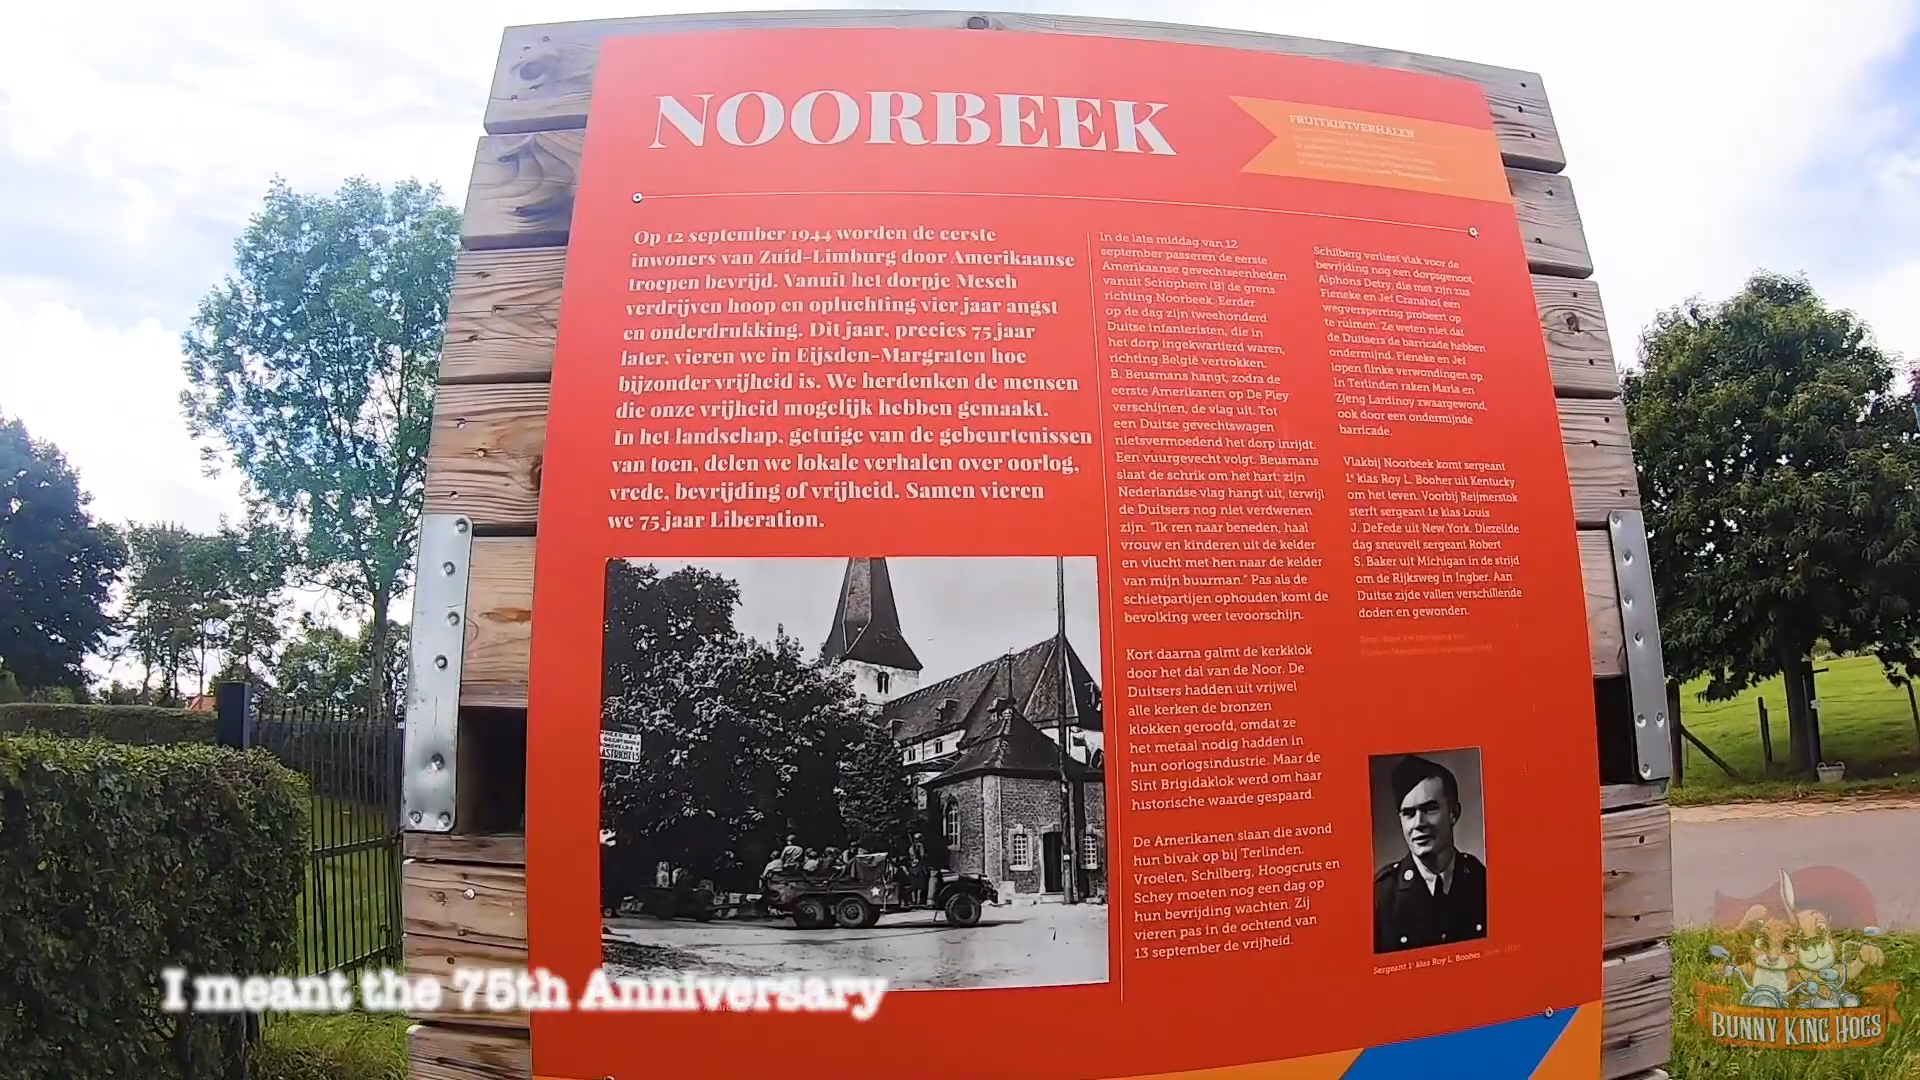 NOORBEEK
FRUITKISTVERHALEN
Op 12 september 1944 worden de eerste
inwoners van Zuid-Limburg door Amerikaanse
troepen bevrijd. Vanuit het dorpje Mesch
verdrijven hoop en opluchting vier jaar angst
en onderdrukking. Dit jaar, precies 75 jaar
later, vieren we in Eijsden-Margraten hoe
bijzonder vrijheid is. We herdenken de mensen
die onze vrijheid mogelijk hebben gemaakt.
In het landschap, getuige van de gebeurtenissen
van toen, delen we lokale verhalen over oorlog,
vrede, bevrijding of vrijheid. Samen vieren
we 75 jaar Liberation.
In de late middag van 12
september passeren de eerste
Amerikaanse gevechtseenheden
vanuit Schophem (B) de grens
richting Noorbeek. Eerder
op de dag zijn tweehonderd
Duitse infanteristen, die in
het dorp ingekwartierd waren,
richting België vertrokken.
B. Beusmans hangt, zodra de
eerste Amerikanen op De Pley
verschijnen, de vlag uit. Tot
een Duitse gevechtswagen
nietsvermoedend het dorp inrijdt.
Een vuurgevecht volgt. Beusmans
slaat de schrik om het hart: zijn
Nederlandse vlag hangt uit, terwijl
de Duitsers nog niet verdwenen
zijn. "Ik ren naar beneden, haal
vrouw en kinderen uit de kelder
en vlucht met hen naar de kelder
van mijn buurman." Pas als de
schietpartijen ophouden komt de
bevolking weer tevoorschijn.
Kort daarna galmt de kerkklok
door het dal van de Noor. De
Duitsers hadden uit vrijwel
alle kerken de bronzen
klokken geroofd, omdat ze
het metaal nodig hadden in
hun oorlogsindustrie. Maar de
Sint Brigidaklok werd om haar
historische waarde gespaard.
De Amerikanen slaan die avond
hun bivak op bij Terlinden.
Vroelen, Schilberg, Hoogcruts en
Schey moeten nog een dag op
hun bevrijding wachten. Zij
vieren pas in de ochtend van
13 september de vrijheid.
Schilberg verliest vlak voor de
bevrijding nog een dorpsgenoot,
Alphons Detry, die met zijn zus
Fieneke en Jef Cranshof een
wegversperring probeert op
te ruimen. Ze weten niet dat
de Duitsers de barricade hebben
ondermijnd. Fieneke en Jef
lopen flinke verwondingen op.
In Terlinden raken Maria en
Zjeng Lardinoy zwaargewond,
ook door een ondermijnde
barricade.
Vlakbij Noorbeek komt sergeant
1e klas Roy L. Booher uit Kentucky
om het leven. Voorbij Reijmerstok
sterft sergeant 1e klas Louis
J. DeFede uit New York. Diezelfde
dag sneuvelt sergeant Robert
S. Baker uit Michigan in de strijd
om de Rijksweg in Ingber. Aan
Duitse zijde vallen verschillende
doden en gewonden.
Sergeant 1e klas Roy L. Booher
I meant the 75th Anniversary
BUNNY KING HOGS